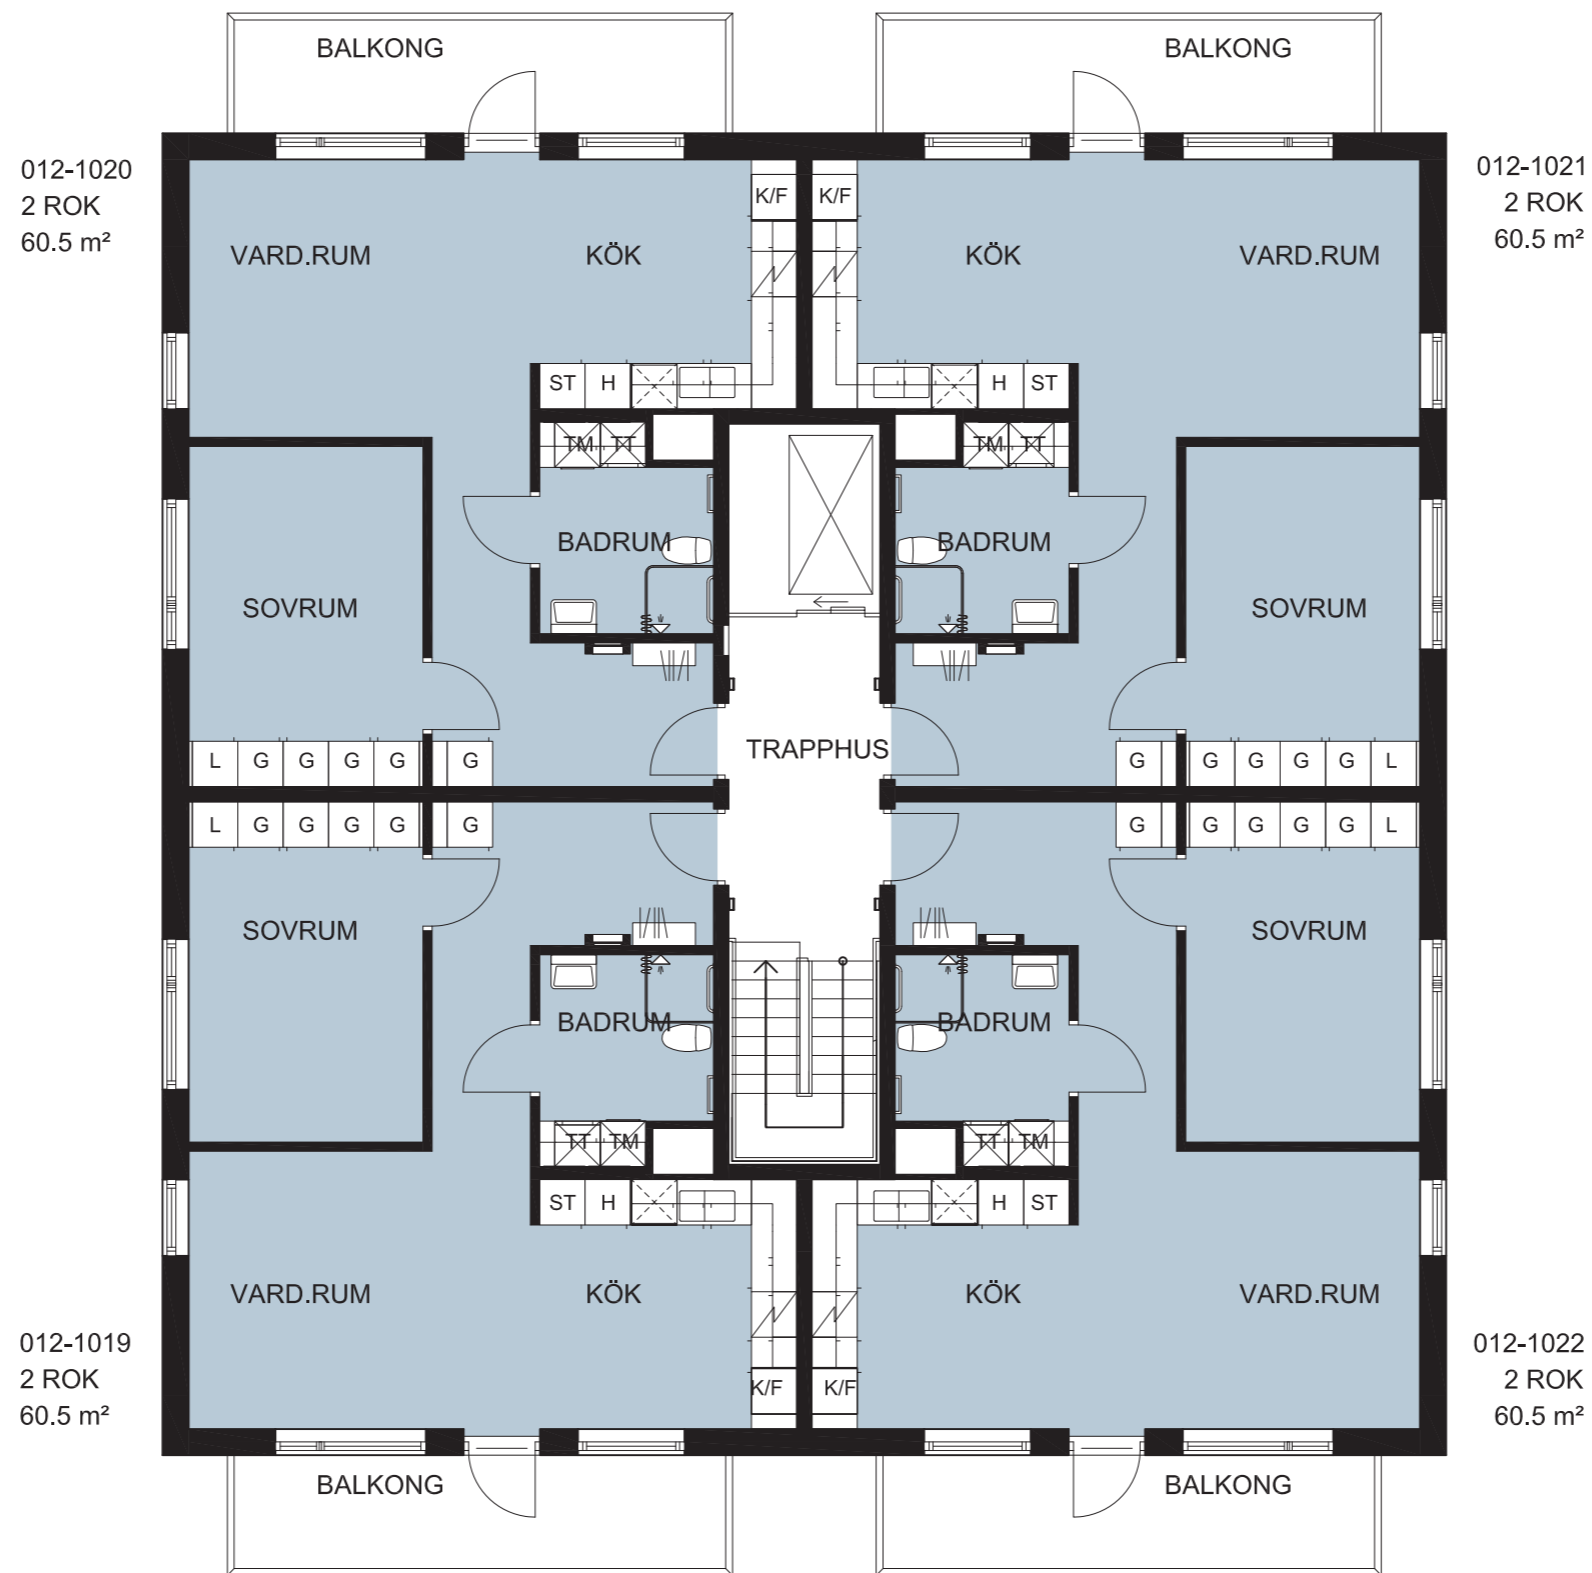 BALKONG BALKONG
012-1020
2 ROK
60.5 m²
012-1021
2 ROK
60.5 m²
K/F K/F
VARD.RUM KÖK KÖK VARD.RUM
ST H H ST
TM TT TM TT
BADRUM BADRUM
SOVRUM SOVRUM
TRAPPHUS
L G G G G G G G G G G L
L G G G G G G G G G G L
SOVRUM SOVRUM
BADRUM BADRUM
TT TM TT TM
ST H H ST
VARD.RUM KÖK KÖK VARD.RUM
K/F K/F
012-1019
2 ROK
60.5 m²
012-1022
2 ROK
60.5 m²
BALKONG BALKONG